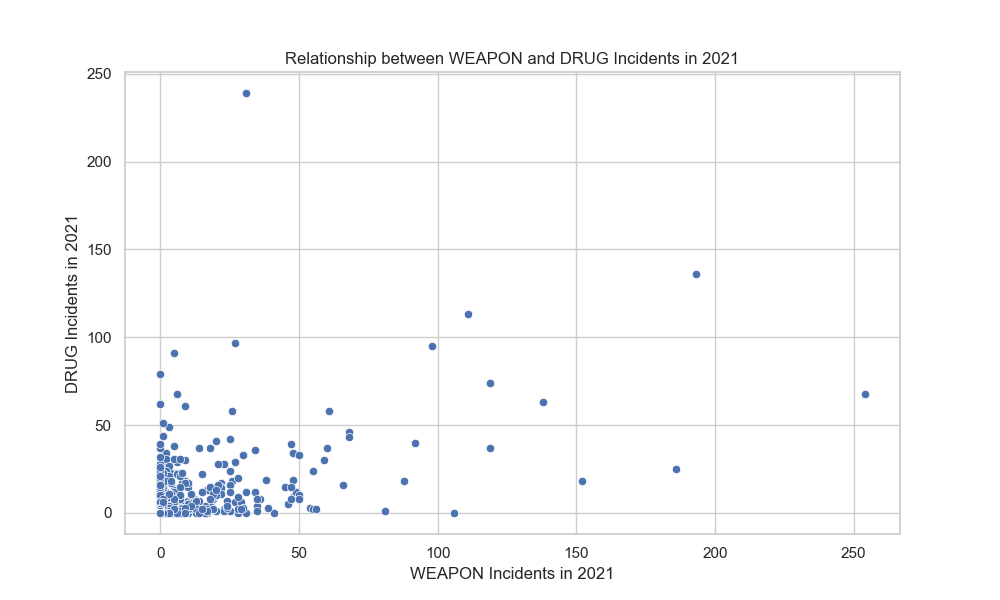 Relationship between WEAPON and DRUG Incidents in 2021
250
200
150
100
50
0
DRUG Incidents in 2021
0 50 100 150 200 250
WEAPON Incidents in 2021